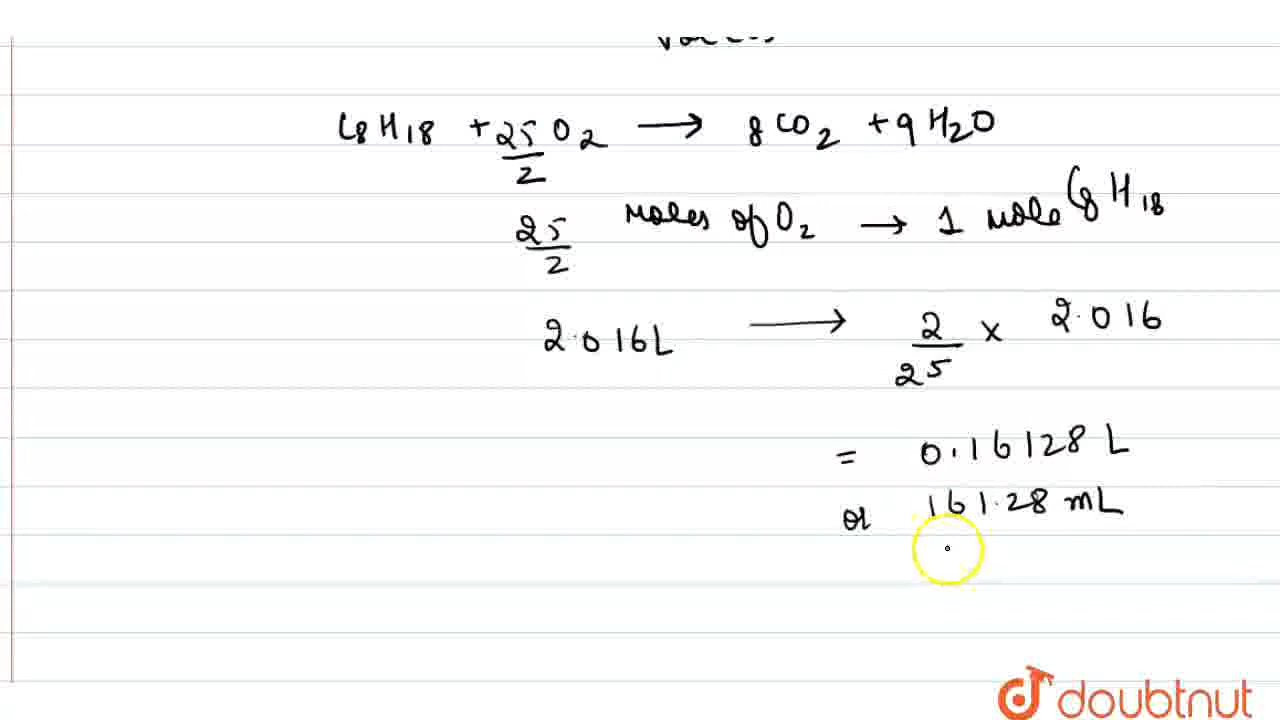 C8H18 + 25/2 O2 → 8CO2 + 9H2O
25/2 moles of O2 → 1 mole C8H18
2.016L → 2/25 × 2.016
= 0.16128 L
or 161.28 mL
doubtnut